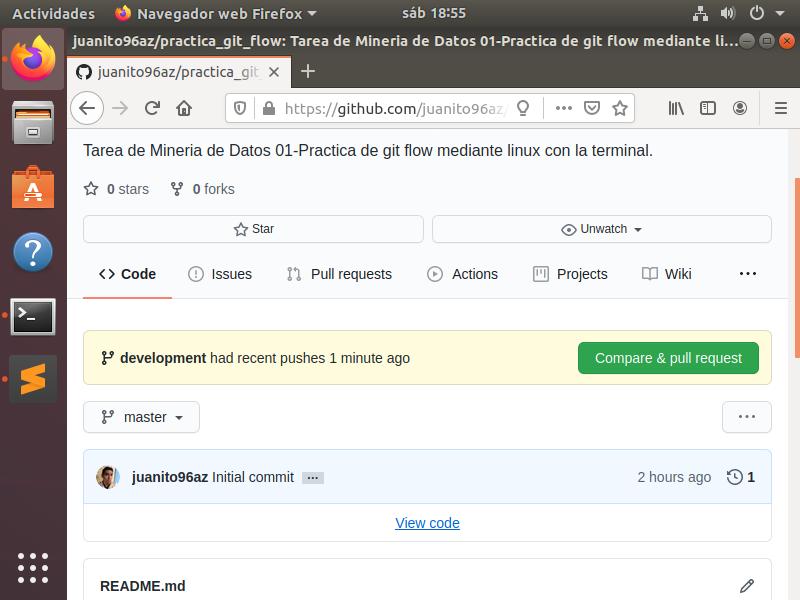 Actividades Navegador web Firefox sáb 18:55
juanito96az/practica_git_flow: Tarea de Mineria de Datos 01-Practica de git flow mediante li...
juanito96az/practica_git_
https://github.com/juanito96az/
Tarea de Mineria de Datos 01-Practica de git flow mediante linux con la terminal.
0 stars 0 forks
Star Unwatch
Code Issues Pull requests Actions Projects Wiki ...
development had recent pushes 1 minute ago Compare & pull request
master ...
juanito96az Initial commit ... 2 hours ago 1
View code
README.md